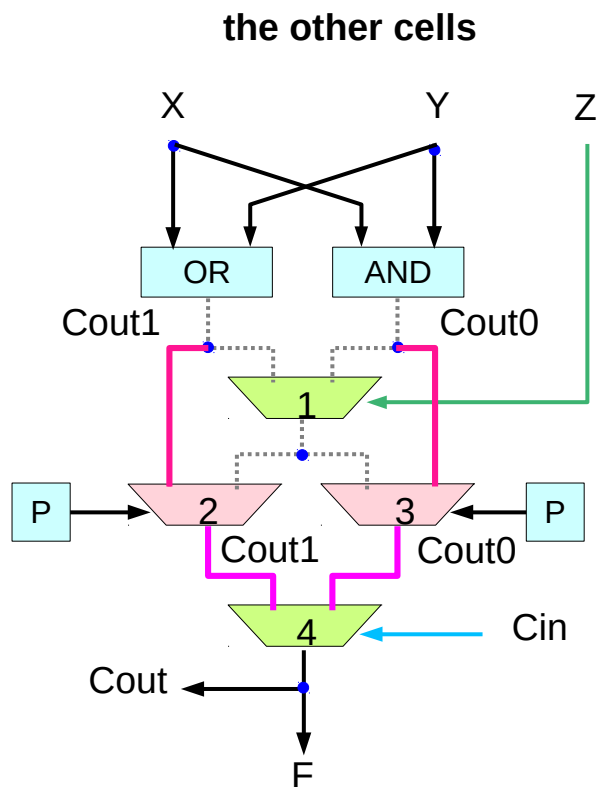 the other cells
X Y Z
OR AND
Cout1 Cout0
1
P 2 3 P
Cout1 Cout0
4 Cin
Cout
F